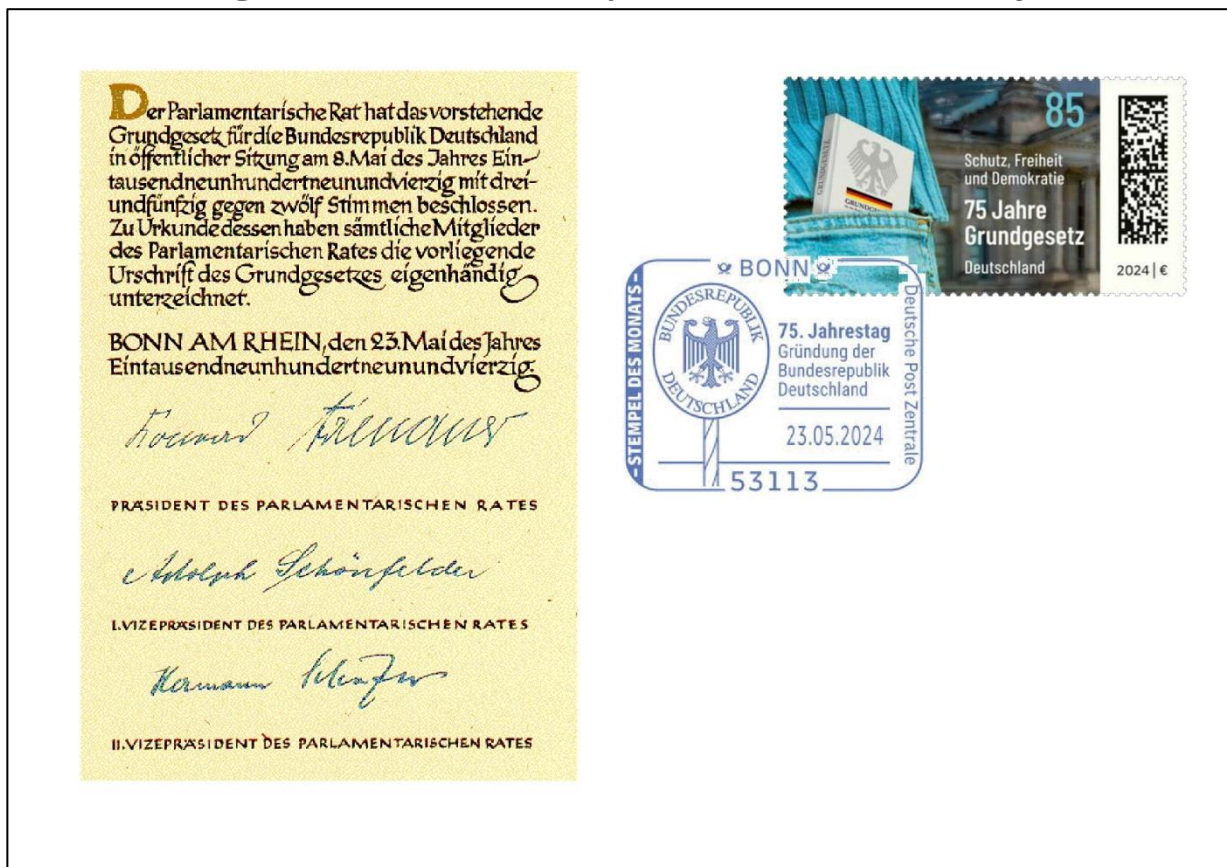 Der Parlamentarische Rat hat das vorstehende
Grundgesetz für die Bundesrepublik Deutschland
in öffentlicher Sitzung am 8. Mai des Jahres Ein-
tausendneunhundertneunundvierzig mit drei-
undfünfzig gegen zwölf Stimmen beschlossen.
Zu Urkunde dessen haben sämtliche Mitglieder
des Parlamentarischen Rates die vorliegende
Urschrift des Grundgesetzes eigenhändig
unterzeichnet.
BONN AM RHEIN, den 23. Mai des Jahres
Eintausendneunhundertneunundvierzig.
Konrad Adenauer
PRÄSIDENT DES PARLAMENTARISCHEN RATES
Adolph Schönfelder
I. VIZEPRÄSIDENT DES PARLAMENTARISCHEN RATES
Hermann Schäfer
II. VIZEPRÄSIDENT DES PARLAMENTARISCHEN RATES
85
Schutz, Freiheit
und Demokratie
75 Jahre
Grundgesetz
Deutschland
2024 | €
GRUNDGESETZ
BONN
- STEMPEL DES MONATS -
BUNDESREPUBLIK
DEUTSCHLAND
75. Jahrestag
Gründung der
Bundesrepublik
Deutschland
23.05.2024
Deutsche Post Zentrale
53113